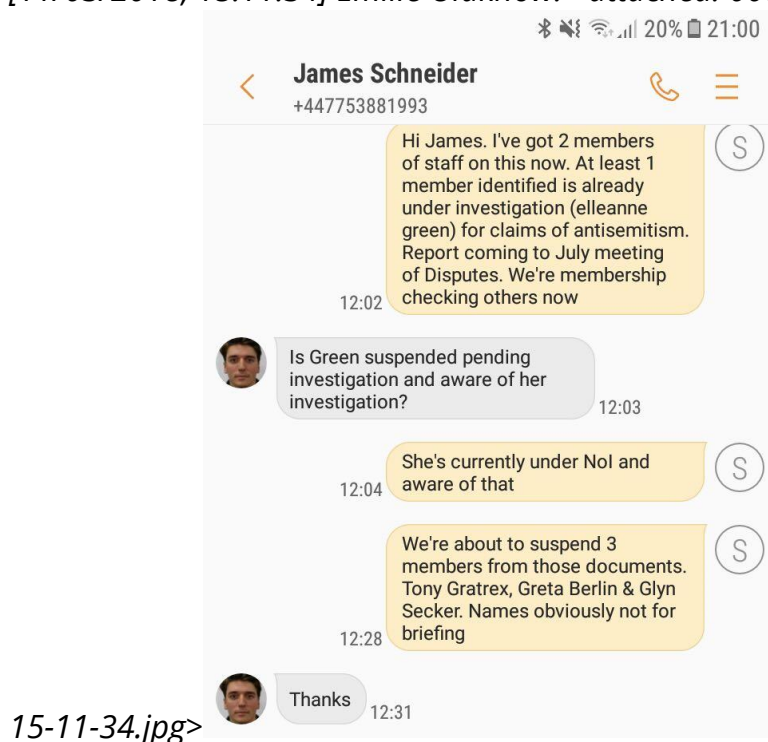 20% 21:00
James Schneider
+447753881993
Hi James. I've got 2 members
of staff on this now. At least 1
member identified is already
under investigation (elleanne
green) for claims of antisemitism.
Report coming to July meeting
of Disputes. We're membership
checking others now
12:02
S
Is Green suspended pending
investigation and aware of her
investigation?
12:03
She's currently under NoI and
aware of that
12:04
S
We're about to suspend 3
members from those documents.
Tony Gratrex, Greta Berlin & Glyn
Secker. Names obviously not for
briefing
12:28
S
Thanks
12:31
15-11-34.jpg>